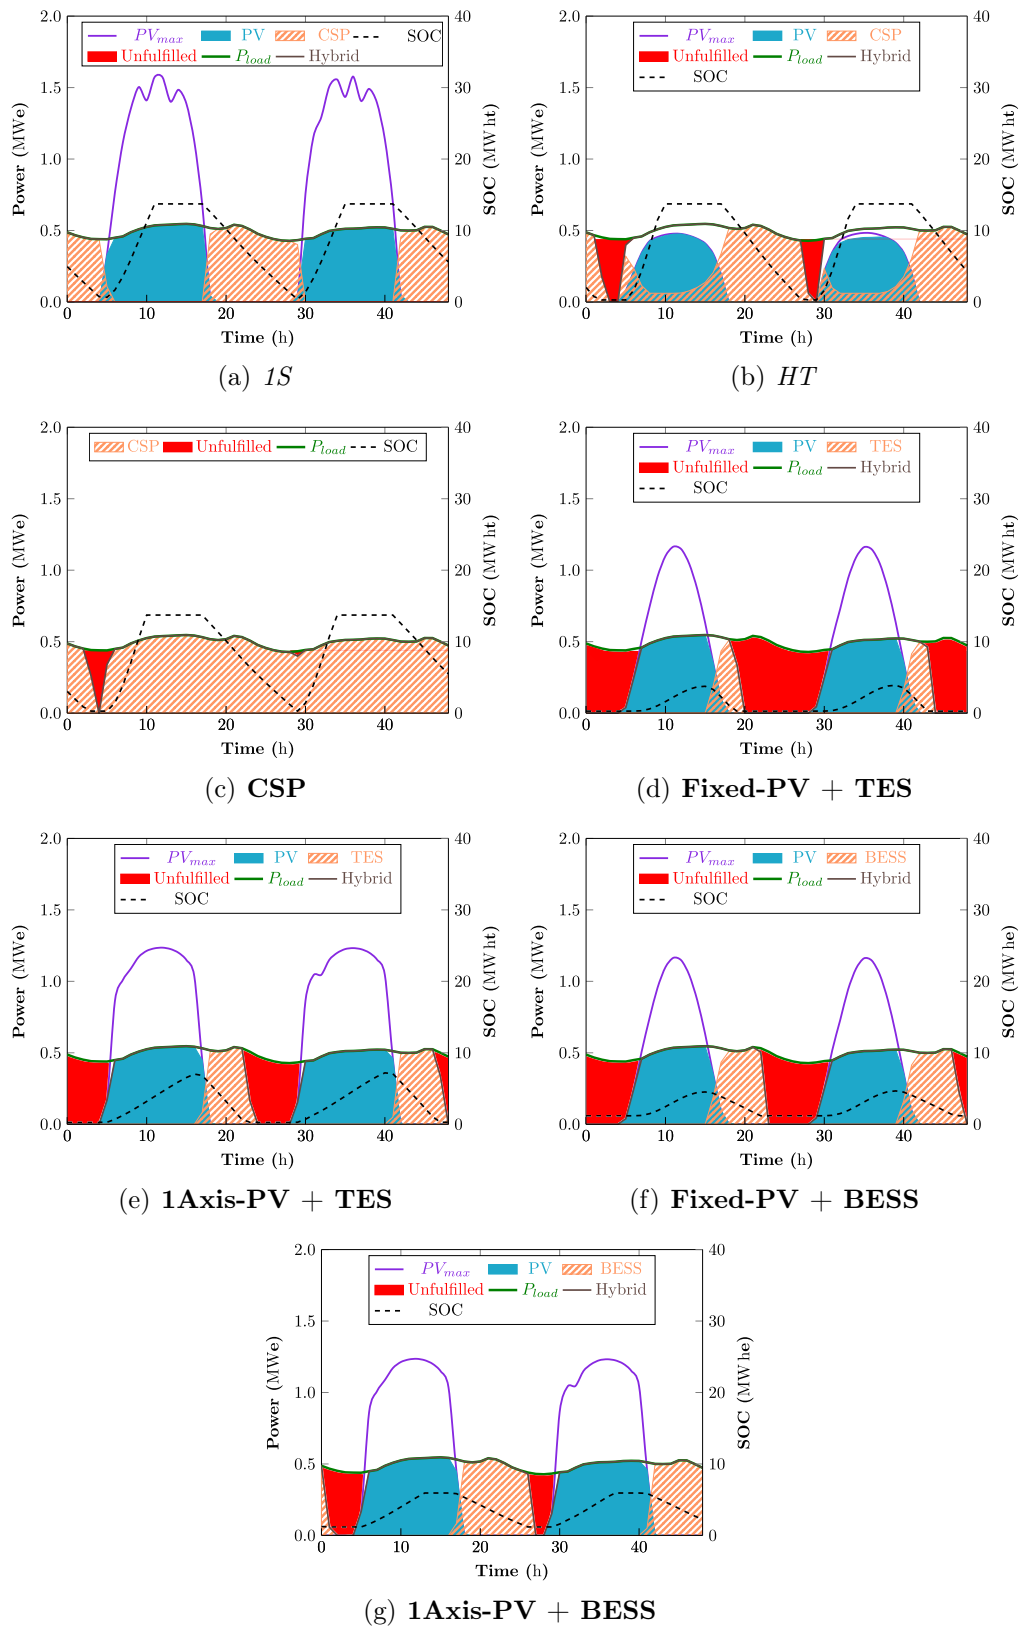 2.0
1.5
1.0
0.5
0.0
40
30
20
10
0
0 10 20 30 40
Power (MWe)
SOC (MW ht)
Time (h)
PVmax PV CSP SOC
Unfulfilled Pload Hybrid
(a) 1S
2.0
1.5
1.0
0.5
0.0
40
30
20
10
0
0 10 20 30 40
Power (MWe)
SOC (MW ht)
Time (h)
PVmax PV CSP
Unfulfilled Pload Hybrid
SOC
(b) HT
2.0
1.5
1.0
0.5
0.0
40
30
20
10
0
0 10 20 30 40
Power (MWe)
SOC (MW ht)
Time (h)
CSP Unfulfilled Pload SOC
(c) CSP
2.0
1.5
1.0
0.5
0.0
40
30
20
10
0
0 10 20 30 40
Power (MWe)
SOC (MW ht)
Time (h)
PVmax PV TES
Unfulfilled Pload Hybrid
SOC
(d) Fixed-PV + TES
2.0
1.5
1.0
0.5
0.0
40
30
20
10
0
0 10 20 30 40
Power (MWe)
SOC (MW ht)
Time (h)
PVmax PV TES
Unfulfilled Pload Hybrid
SOC
(e) 1Axis-PV + TES
2.0
1.5
1.0
0.5
0.0
40
30
20
10
0
0 10 20 30 40
Power (MWe)
SOC (MW he)
Time (h)
PVmax PV BESS
Unfulfilled Pload Hybrid
SOC
(f) Fixed-PV + BESS
2.0
1.5
1.0
0.5
0.0
40
30
20
10
0
0 10 20 30 40
Power (MWe)
SOC (MW he)
Time (h)
PVmax PV BESS
Unfulfilled Pload Hybrid
SOC
(g) 1Axis-PV + BESS